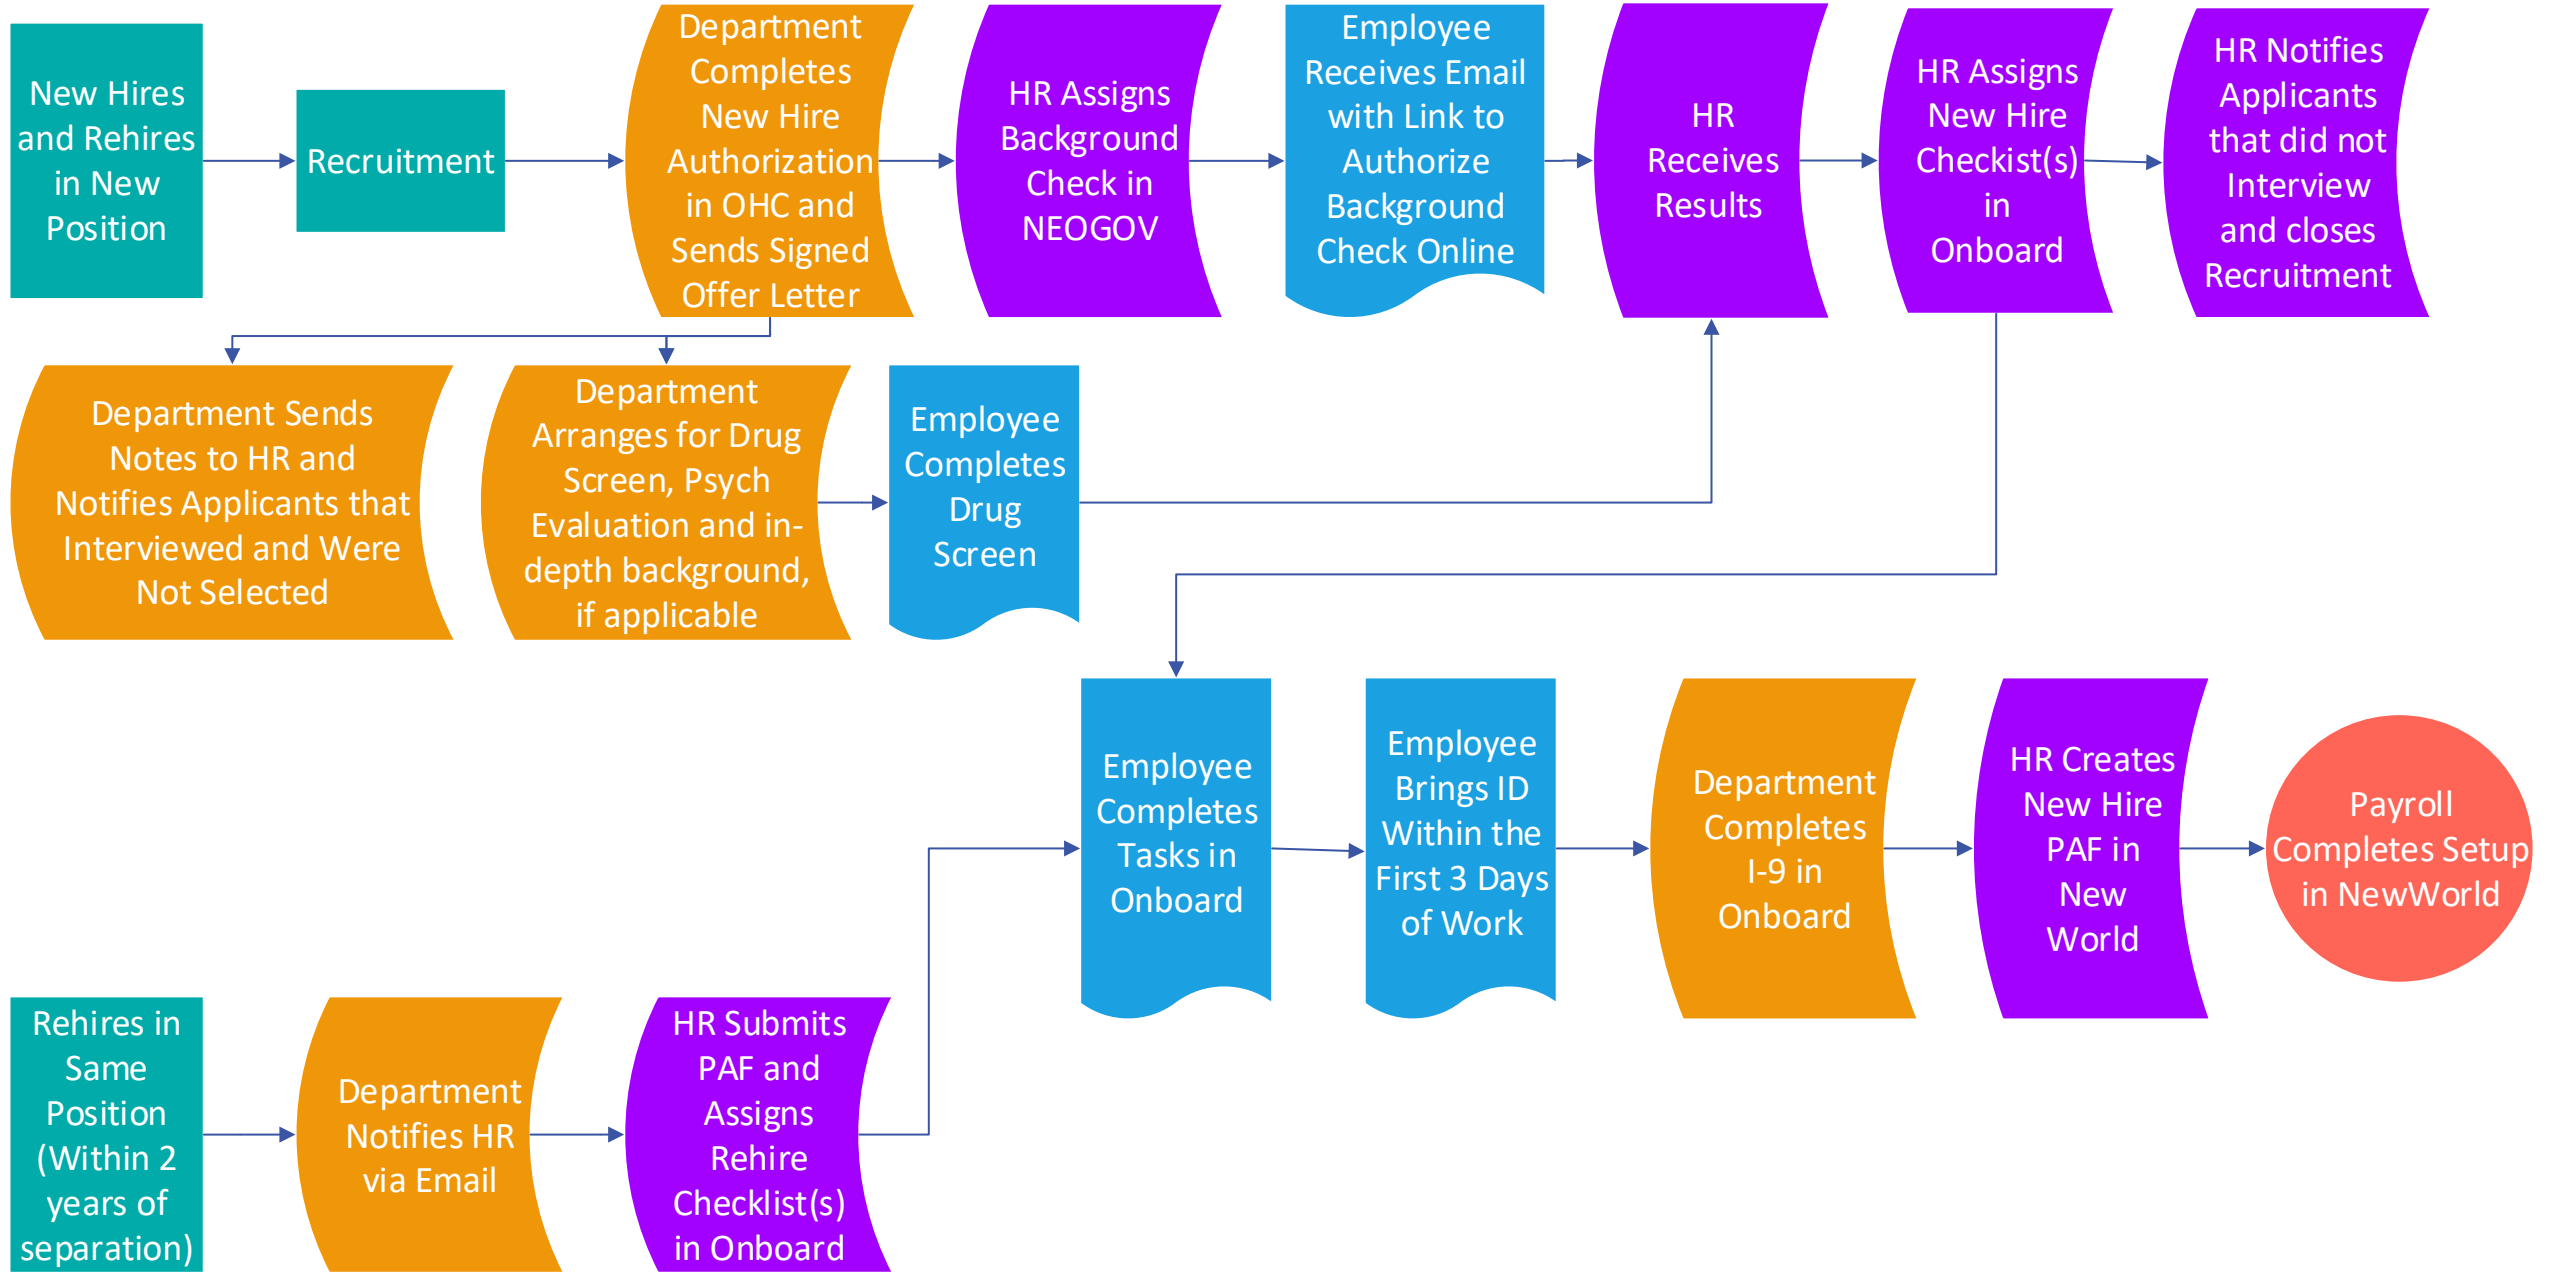 New Hires
and Rehires
in New
Position
Recruitment
Department
Completes
New Hire
Authorization
in OHC and
Sends Signed
Offer Letter
HR Assigns
Background
Check in
NEOGOV
Employee
Receives Email
with Link to
Authorize
Background
Check Online
HR
Receives
Results
HR Assigns
New Hire
Checkist(s)
in
Onboard
HR Notifies
Applicants
that did not
Interview
and closes
Recruitment
Department Sends
Notes to HR and
Notifies Applicants that
Interviewed and Were
Not Selected
Department
Arranges for Drug
Screen, Psych
Evaluation and in-
depth background,
if applicable
Employee
Completes
Drug
Screen
Employee
Completes
Tasks in
Onboard
Employee
Brings ID
Within the
First 3 Days
of Work
Department
Completes
I-9 in
Onboard
HR Creates
New Hire
PAF in
New
World
Payroll
Completes Setup
in NewWorld
Rehires in
Same
Position
(Within 2
years of
separation)
Department
Notifies HR
via Email
HR Submits
PAF and
Assigns
Rehire
Checklist(s)
in Onboard